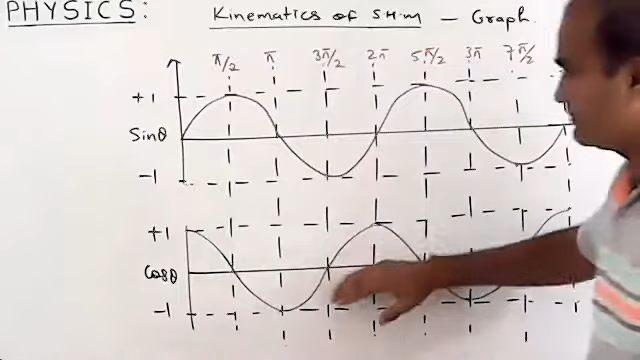 PHYSICS:
Kinematics of SHM - Graph.
π/2 π 3π/2 2π 5π/2 3π 7π/2
+1
Sinθ
-1
+1
Cosθ
-1